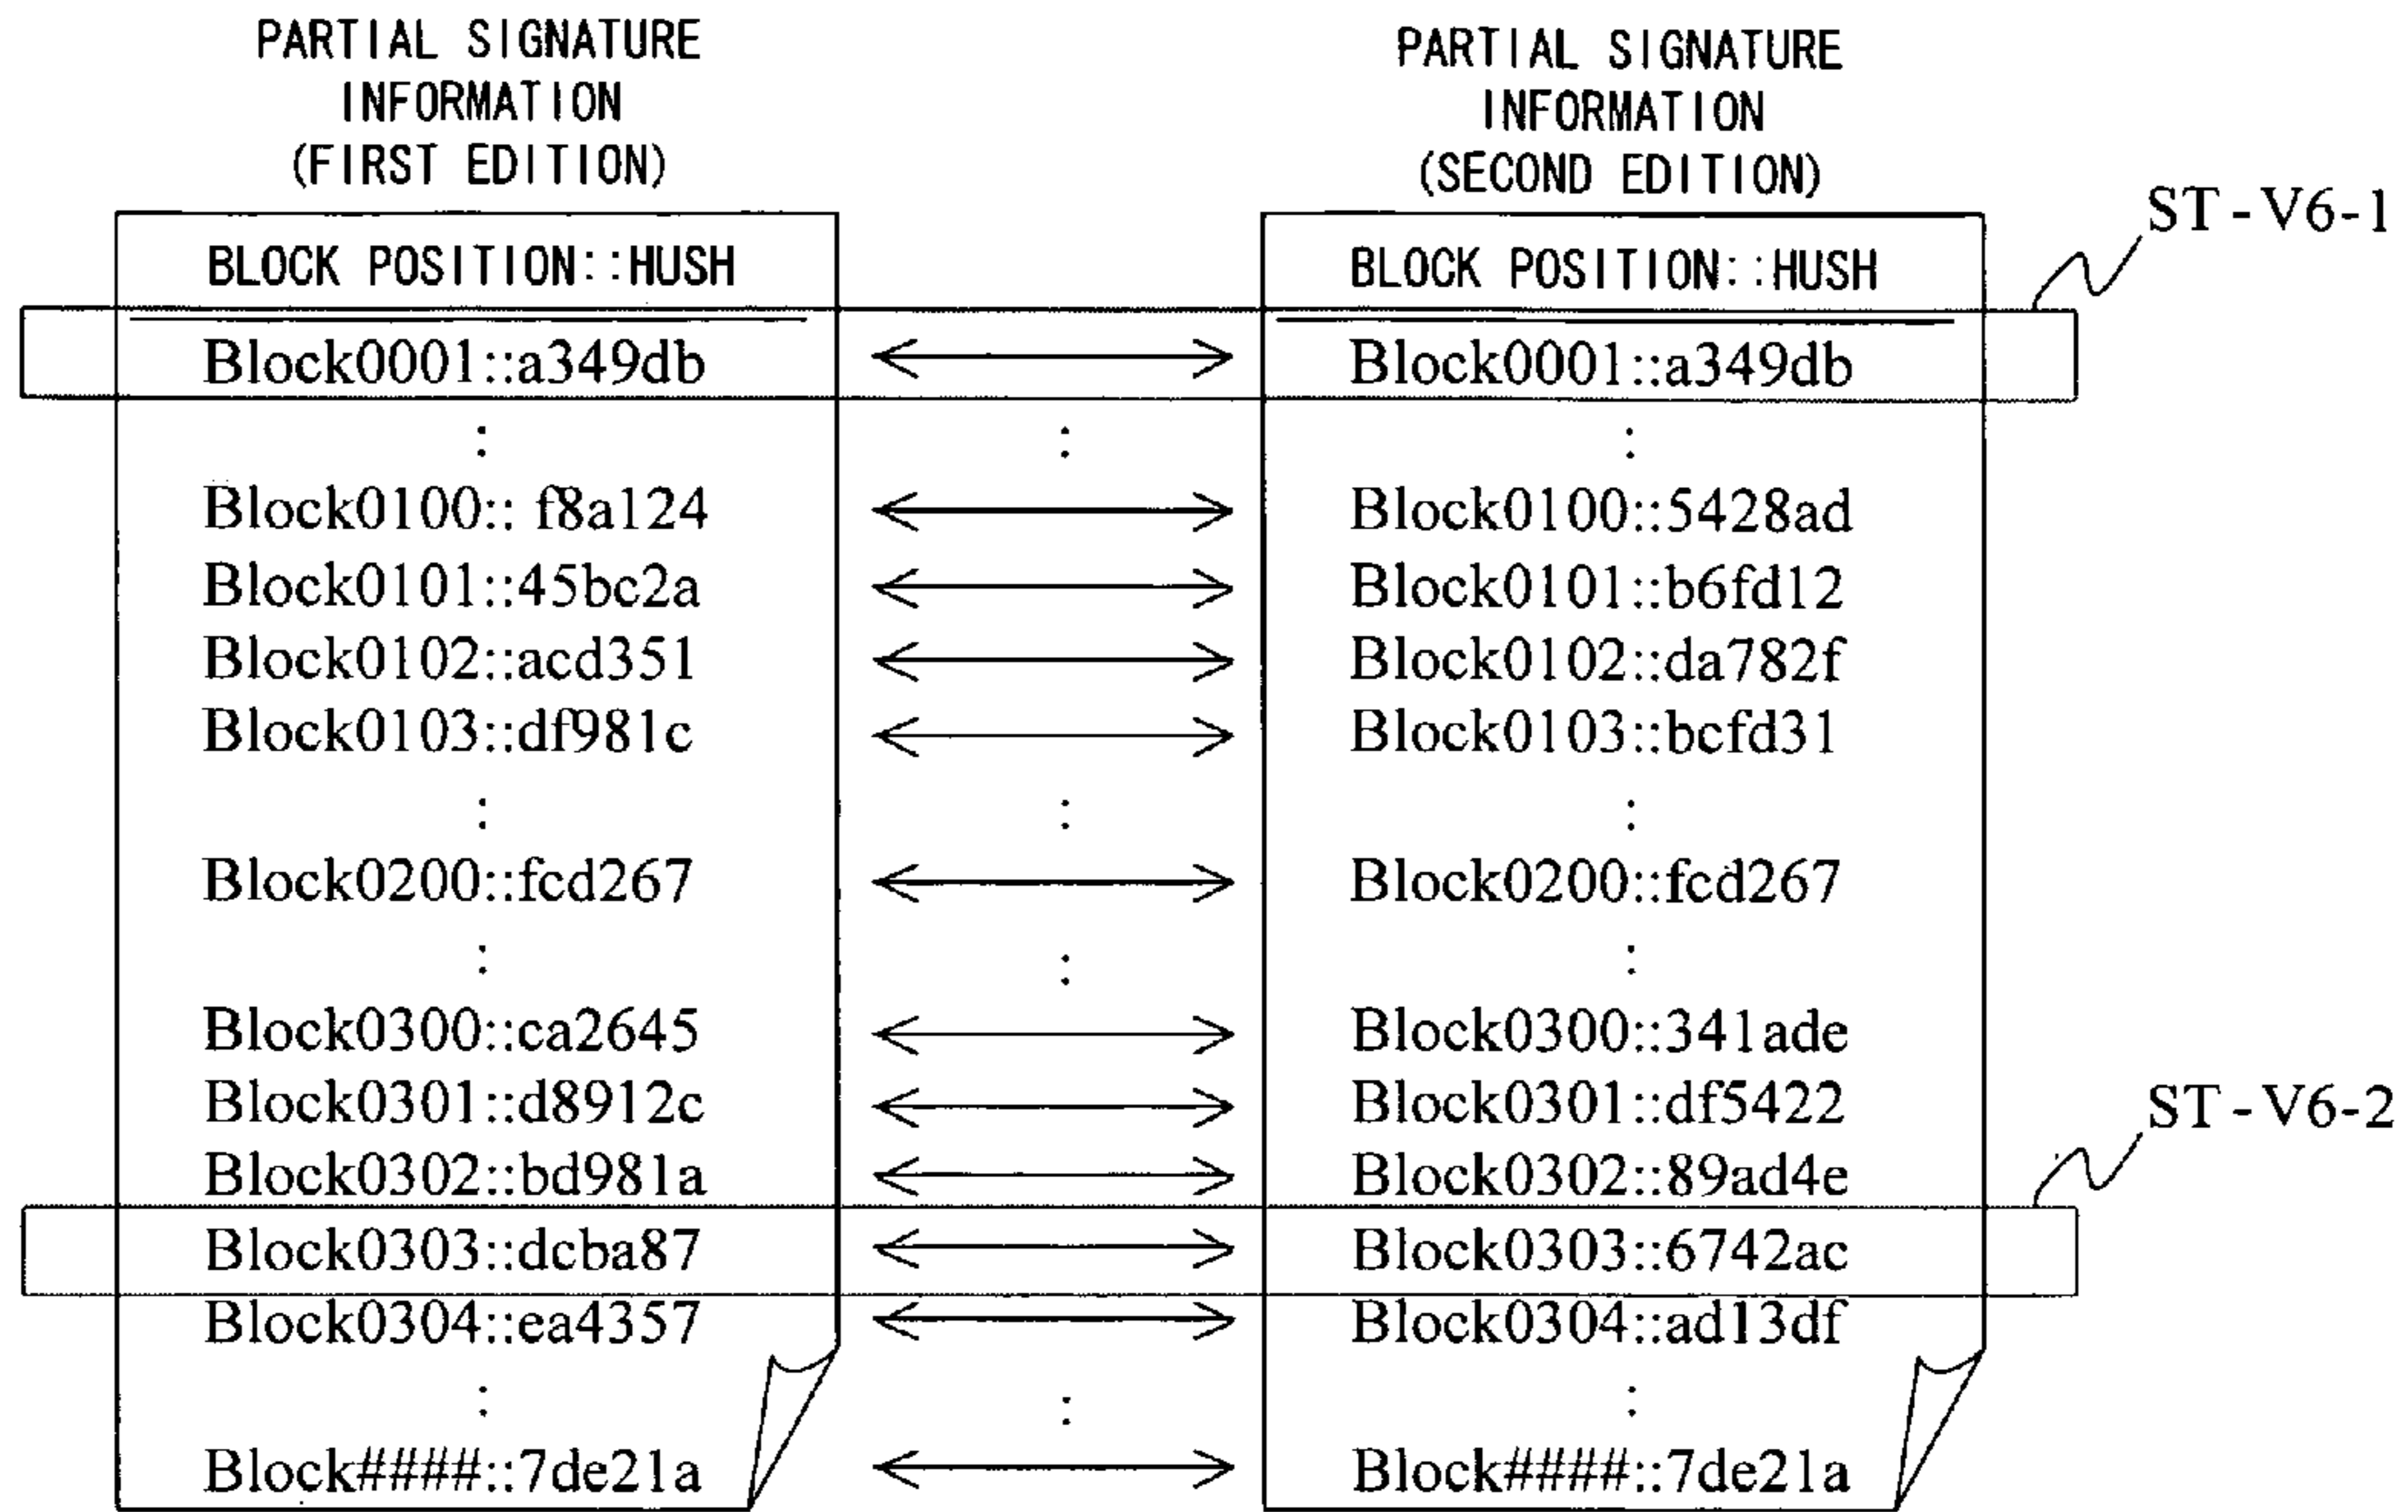 PARTIAL SIGNATURE
INFORMATION
(FIRST EDITION)
BLOCK POSITION::HUSH
Block0001::a349db
:
Block0100:: f8a124
Block0101::45bc2a
Block0102::acd351
Block0103::df981c
:
Block0200::fcd267
:
Block0300::ca2645
Block0301::d8912c
Block0302::bd981a
Block0303::dcba87
Block0304::ea4357
:
Block####::7de21a
:
:
:
:
PARTIAL SIGNATURE
INFORMATION
(SECOND EDITION)
BLOCK POSITION::HUSH
Block0001::a349db
:
Block0100::5428ad
Block0101::b6fd12
Block0102::da782f
Block0103::bcfd31
:
Block0200::fcd267
:
Block0300::341ade
Block0301::df5422
Block0302::89ad4e
Block0303::6742ac
Block0304::ad13df
:
Block####::7de21a
ST-V6-1
ST-V6-2